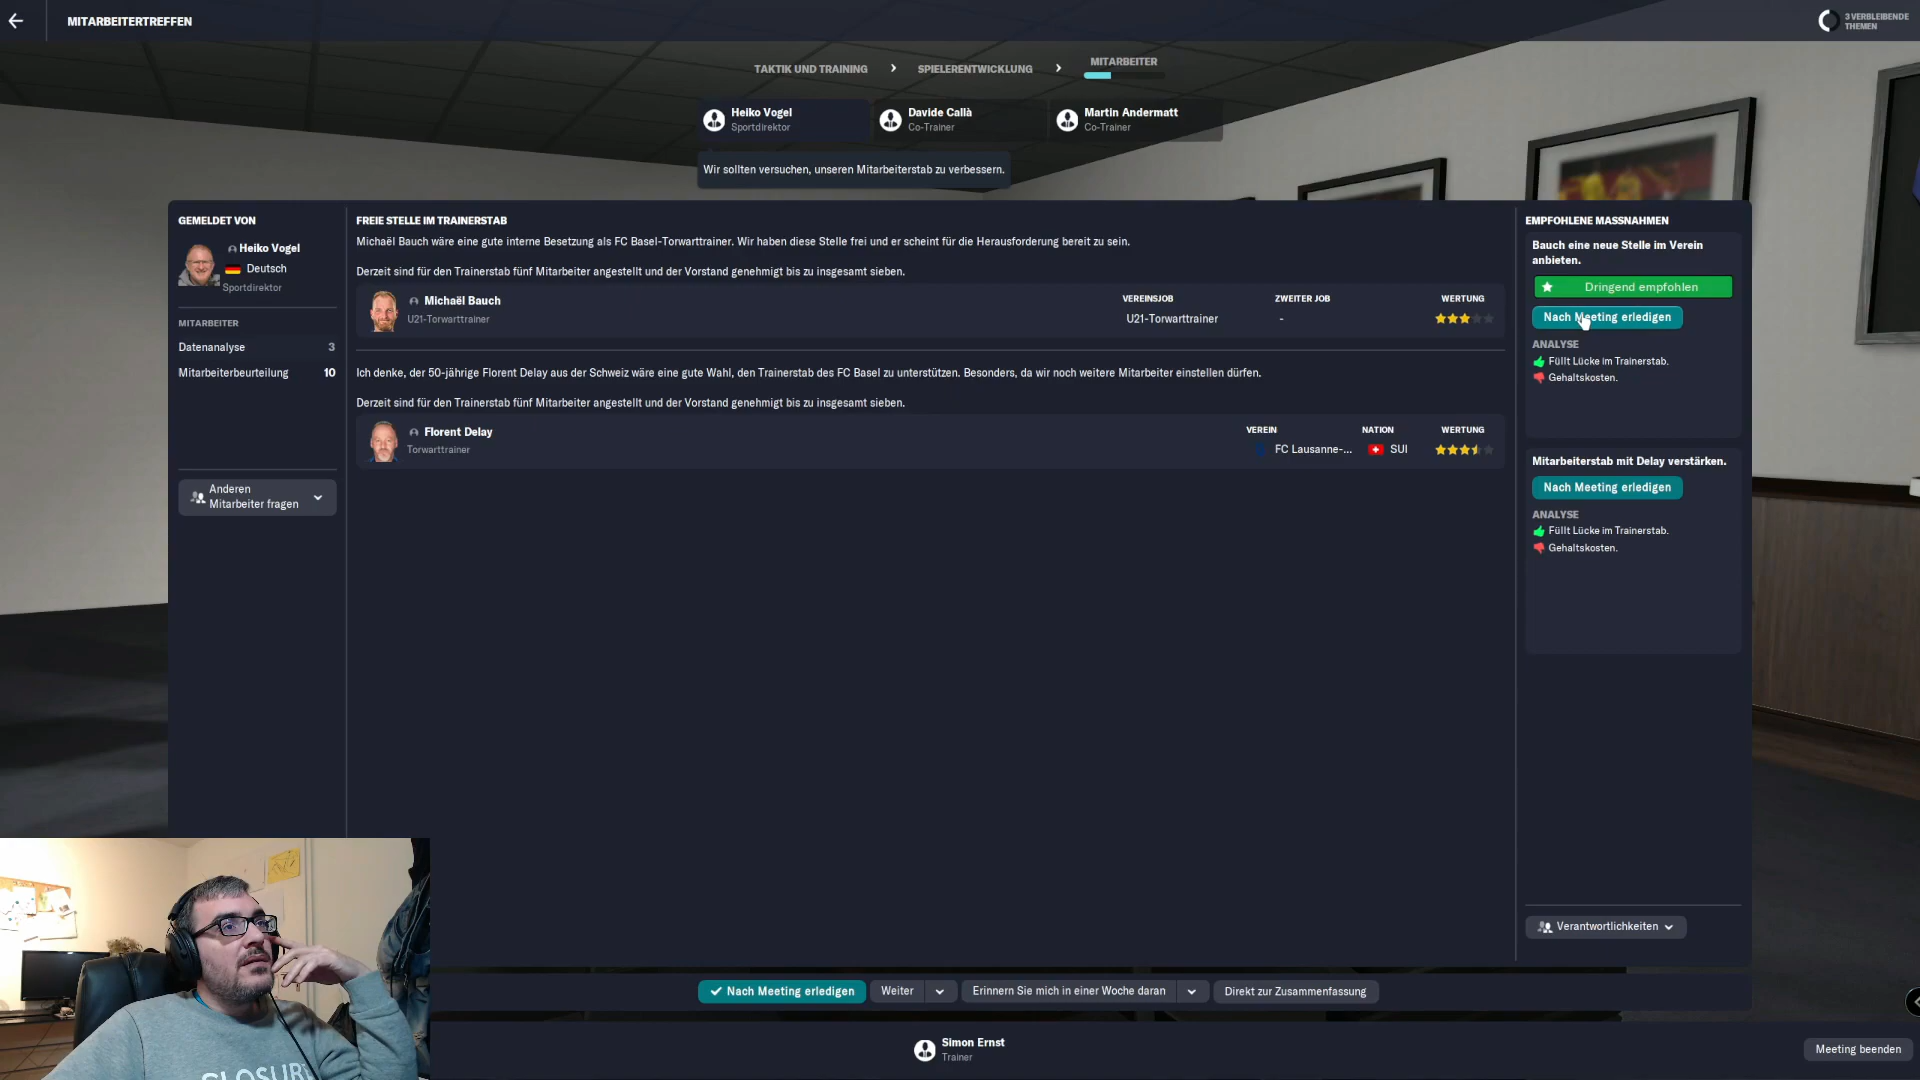 MITARBEITERTREFFEN
3 VERBLEIBENDE
THEMEN
TAKTIK UND TRAINING
SPIELERENTWICKLUNG
MITARBEITER
Heiko Vogel
Sportdirektor
Davide Callà
Co-Trainer
Martin Andermatt
Co-Trainer
Wir sollten versuchen, unseren Mitarbeiterstab zu verbessern.
GEMELDET VON
Heiko Vogel
Deutsch
Sportdirektor
MITARBEITER
Datenanalyse 3
Mitarbeiterbeurteilung 10
Anderen
Mitarbeiter fragen
FREIE STELLE IM TRAINERSTAB
Michaël Bauch wäre eine gute interne Besetzung als FC Basel-Torwarttrainer. Wir haben diese Stelle frei und er scheint für die Herausforderung bereit zu sein.
Derzeit sind für den Trainerstab fünf Mitarbeiter angestellt und der Vorstand genehmigt bis zu insgesamt sieben.
Michaël Bauch
U21-Torwarttrainer
VEREINSJOB ZWEITER JOB WERTUNG
U21-Torwarttrainer -
Ich denke, der 50-jährige Florent Delay aus der Schweiz wäre eine gute Wahl, den Trainerstab des FC Basel zu unterstützen. Besonders, da wir noch weitere Mitarbeiter einstellen dürfen.
Derzeit sind für den Trainerstab fünf Mitarbeiter angestellt und der Vorstand genehmigt bis zu insgesamt sieben.
Florent Delay
Torwarttrainer
VEREIN NATION WERTUNG
FC Lausanne-... SUI
EMPFOHLENE MASSNAHMEN
Bauch eine neue Stelle im Verein
anbieten.
Dringend empfohlen
Nach Meeting erledigen
ANALYSE
Füllt Lücke im Trainerstab.
Gehaltskosten.
Mitarbeiterstab mit Delay verstärken.
Nach Meeting erledigen
ANALYSE
Füllt Lücke im Trainerstab.
Gehaltskosten.
Verantwortlichkeiten
Nach Meeting erledigen
Weiter
Erinnern Sie mich in einer Woche daran
Direkt zur Zusammenfassung
Simon Ernst
Trainer
Meeting beenden